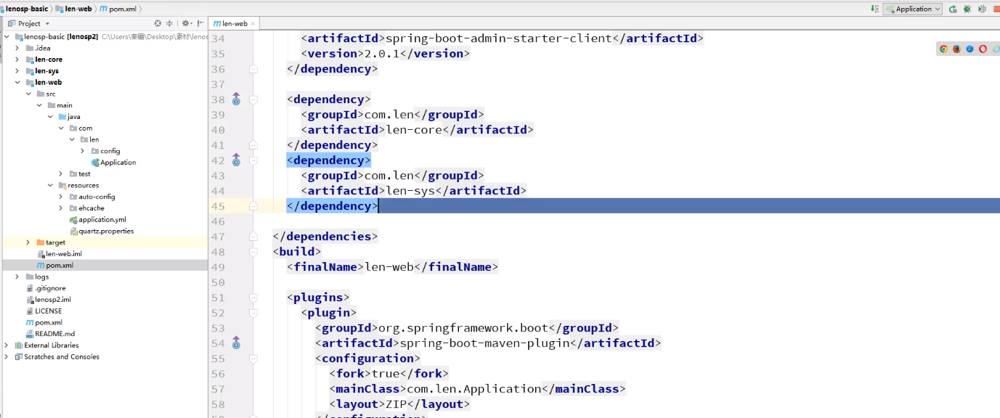 lenosp-basic len-web pom.xml
Application
Project
len-web
lenosp-basic [lenosp2] C:\Users\奎疆\Desktop\素材\lenos
.idea
len-core
len-sys
len-web
src
main
java
com
len
config
Application
test
resources
auto-config
ehcache
application.yml
quartz.properties
target
len-web.iml
pom.xml
logs
.gitignore
lenosp2.iml
LICENSE
pom.xml
README.md
External Libraries
Scratches and Consoles
34 <artifactId>spring-boot-admin-starter-client</artifactId>
35 <version>2.0.1</version>
36 </dependency>
37
38 <dependency>
39 <groupId>com.len</groupId>
40 <artifactId>len-core</artifactId>
41 </dependency>
42 <dependency>
43 <groupId>com.len</groupId>
44 <artifactId>len-sys</artifactId>
45 </dependency>
46
47 </dependencies>
48 <build>
49 <finalName>len-web</finalName>
50
51 <plugins>
52 <plugin>
53 <groupId>org.springframework.boot</groupId>
54 <artifactId>spring-boot-maven-plugin</artifactId>
55 <configuration>
56 <fork>true</fork>
57 <mainClass>com.len.Application</mainClass>
58 <layout>ZIP</layout>
</configuration>